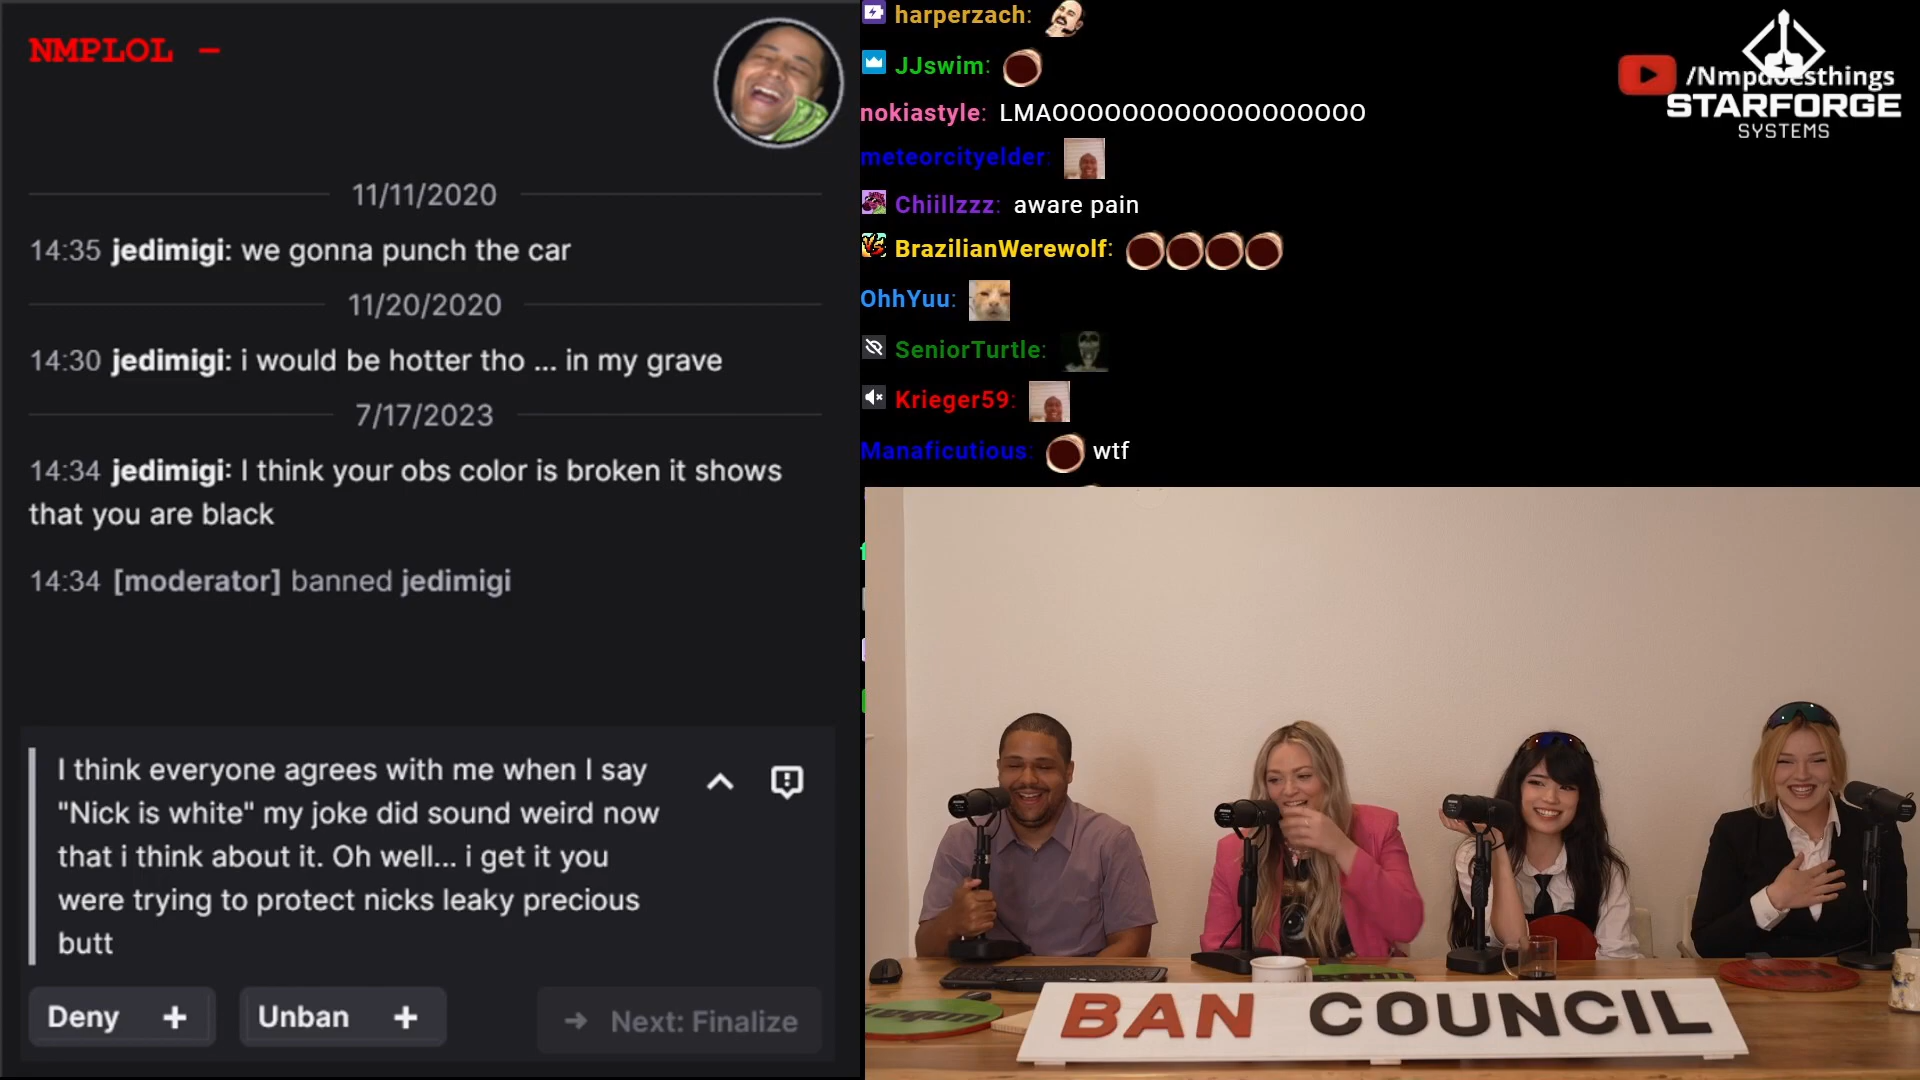 NMPLOL –
11/11/2020
14:35 jedimigi: we gonna punch the car
11/20/2020
14:30 jedimigi: i would be hotter tho ... in my grave
7/17/2023
14:34 jedimigi: I think your obs color is broken it shows
that you are black
14:34 [moderator] banned jedimigi
I think everyone agrees with me when I say
"Nick is white" my joke did sound weird now
that i think about it. Oh well... i get it you
were trying to protect nicks leaky precious
butt
Deny +
Unban +
→ Next: Finalize
harperzach:
JJswim:
nokiastyle: LMAOOOOOOOOOOOOOOOOOO
meteorcityelder:
Chiillzzz: aware pain
BrazilianWerewolf:
OhhYuu:
SeniorTurtle:
Krieger59:
Manaficutious: wtf
/Nmpdoesthings
STARFORGE
SYSTEMS
BAN COUNCIL